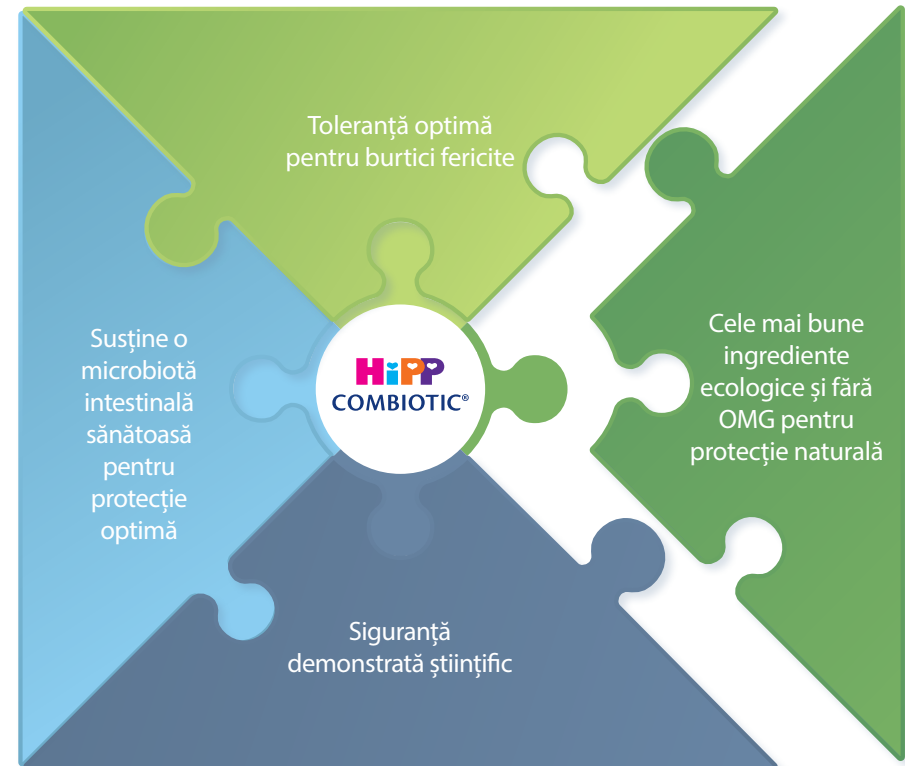 Toleranță optimă
pentru burtici fericite
Susține o
microbiotă
intestinală
sănătoasă
pentru
protecție
optimă
HiPP
COMBIOTIC®
Cele mai bune
ingrediente
ecologice și fără
OMG pentru
protecție naturală
Siguranță
demonstrată științific